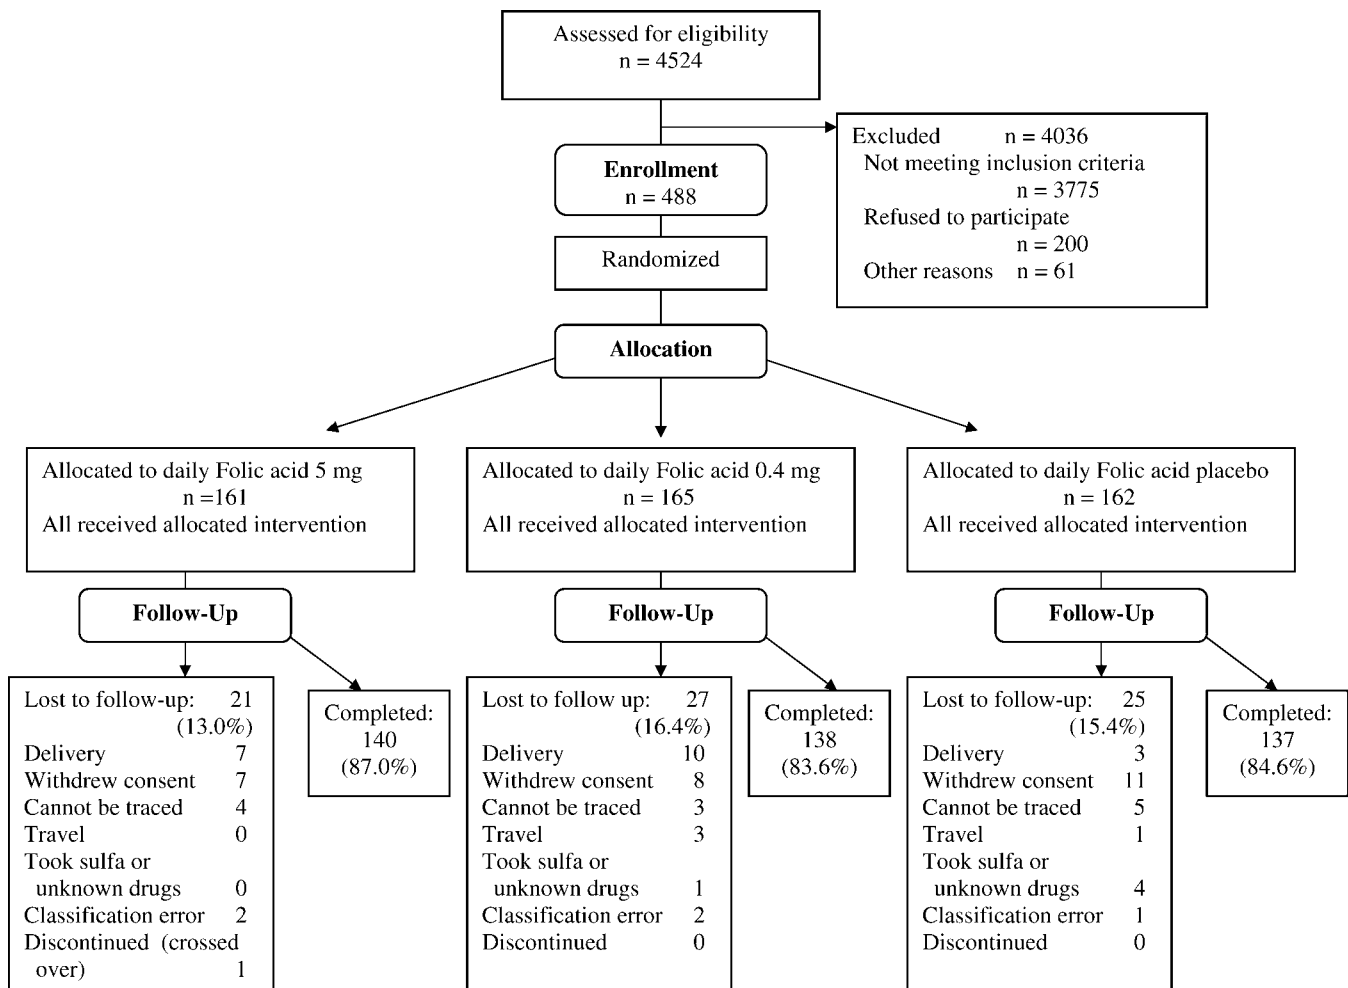 Assessed for eligibility
n = 4524
Excluded n = 4036
Not meeting inclusion criteria
n = 3775
Refused to participate
n = 200
Other reasons n = 61
Enrollment
n = 488
Randomized
Allocation
Allocated to daily Folic acid 5 mg
n =161
All received allocated intervention
Allocated to daily Folic acid 0.4 mg
n = 165
All received allocated intervention
Allocated to daily Folic acid placebo
n = 162
All received allocated intervention
Follow-Up
Follow-Up
Follow-Up
Lost to follow-up: 21
(13.0%)
Delivery 7
Withdrew consent 7
Cannot be traced 4
Travel 0
Took sulfa or
unknown drugs 0
Classification error 2
Discontinued (crossed
over) 1
Completed:
140
(87.0%)
Lost to follow up: 27
(16.4%)
Delivery 10
Withdrew consent 8
Cannot be traced 3
Travel 3
Took sulfa or
unknown drugs 1
Classification error 2
Discontinued 0
Completed:
138
(83.6%)
Lost to follow-up: 25
(15.4%)
Delivery 3
Withdrew consent 11
Cannot be traced 5
Travel 1
Took sulfa or
unknown drugs 4
Classification error 1
Discontinued 0
Completed:
137
(84.6%)